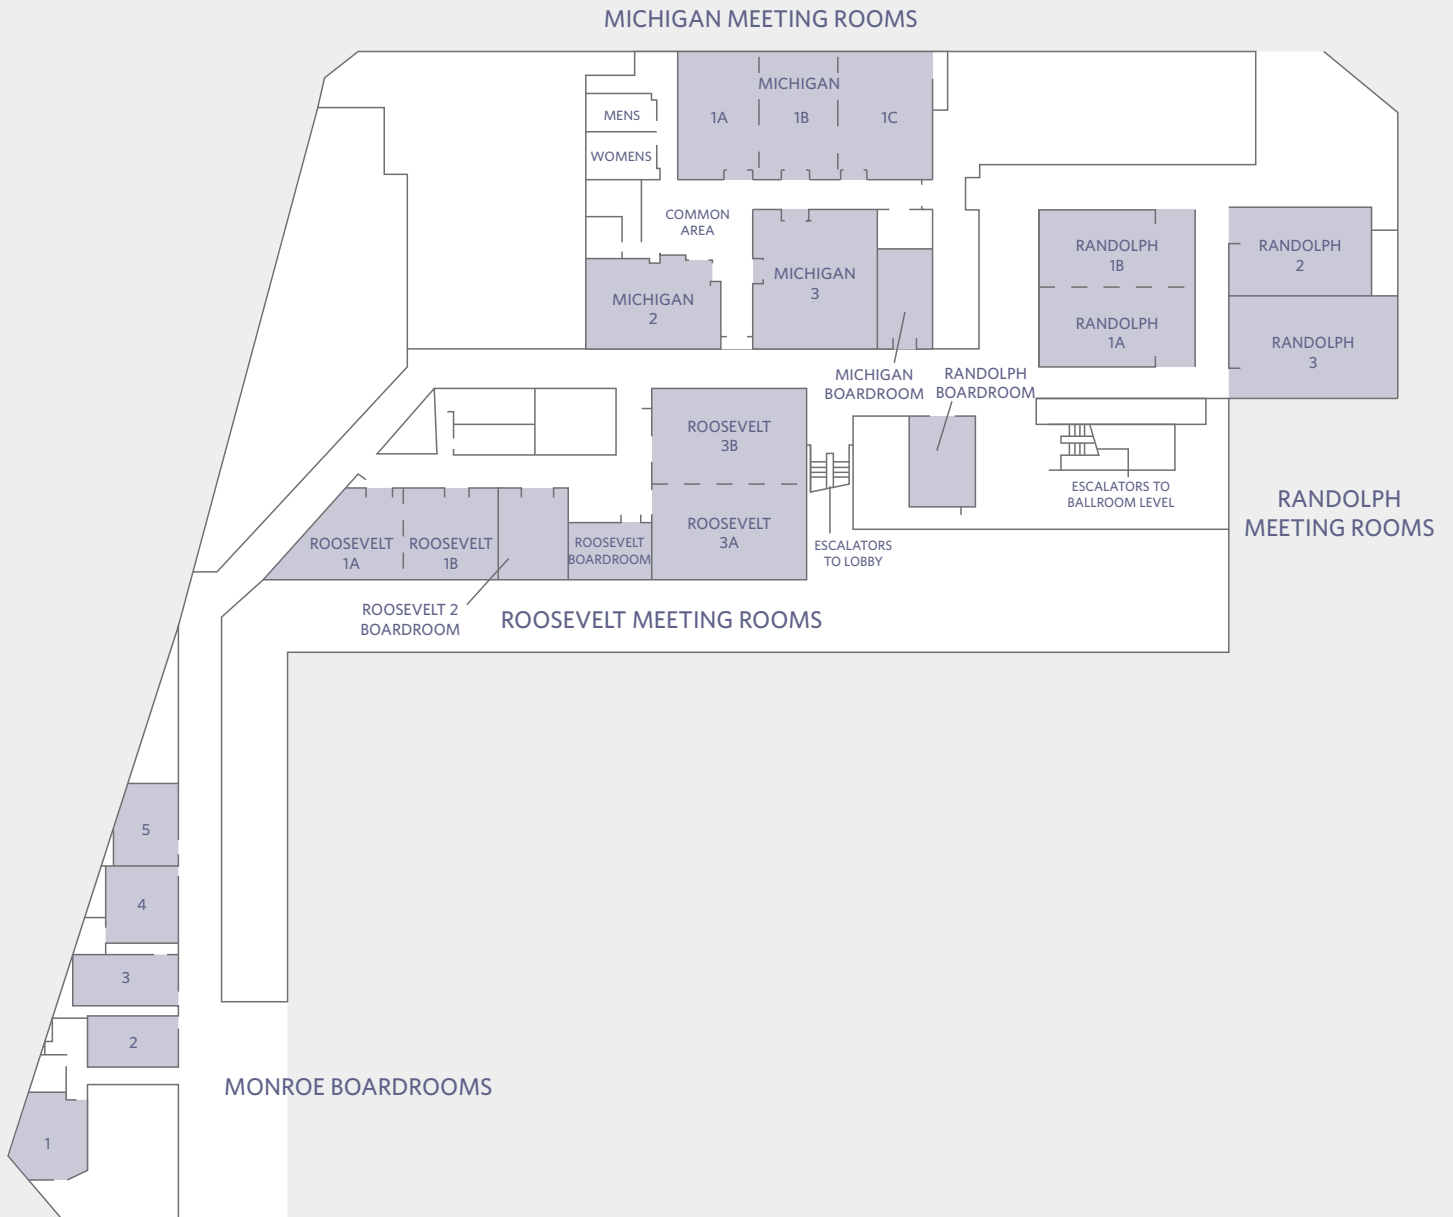 MICHIGAN MEETING ROOMS
MICHIGAN
1A
1B
1C
MENS
WOMENS
COMMON
AREA
MICHIGAN
2
MICHIGAN
3
MICHIGAN
BOARDROOM
RANDOLPH
BOARDROOM
RANDOLPH
1B
RANDOLPH
1A
RANDOLPH
2
RANDOLPH
3
ROOSEVELT
3B
ROOSEVELT
3A
ESCALATORS
TO LOBBY
ESCALATORS TO
BALLROOM LEVEL
RANDOLPH
MEETING ROOMS
ROOSEVELT
1A
ROOSEVELT
1B
ROOSEVELT
BOARDROOM
ROOSEVELT 2
BOARDROOM
ROOSEVELT MEETING ROOMS
5
4
3
2
MONROE BOARDROOMS
1